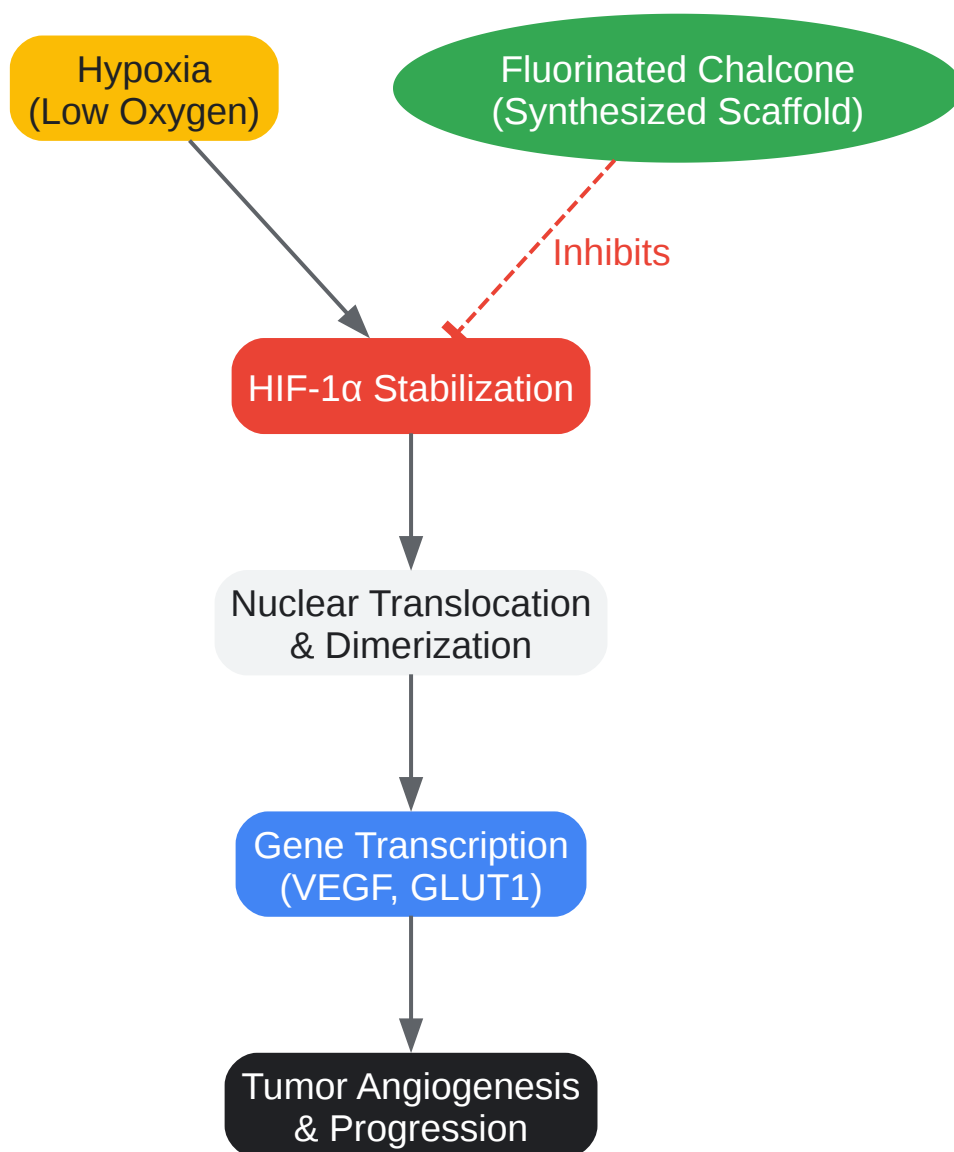 Hypoxia
(Low Oxygen)
Fluorinated Chalcone
(Synthesized Scaffold)
Inhibits
HIF-1α Stabilization
Nuclear Translocation
& Dimerization
Gene Transcription
(VEGF, GLUT1)
Tumor Angiogenesis
& Progression